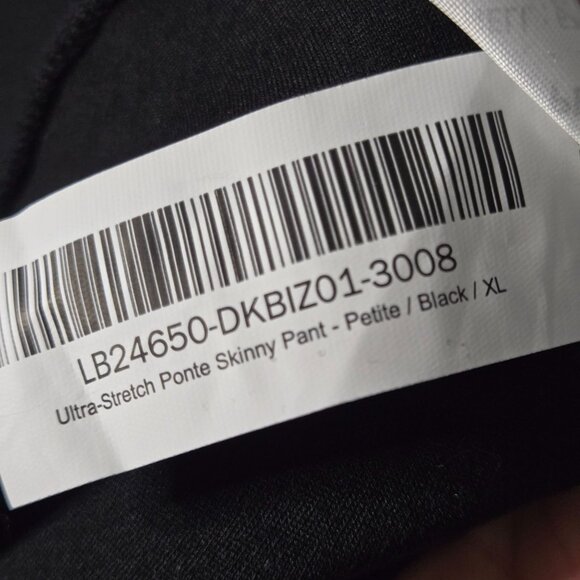 LB24650-DKBIZ01-3008
Ultra-Stretch Ponte Skinny Pant - Petite / Black / XL